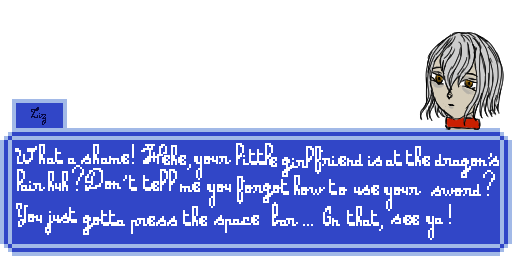 Liz
What a shame! Hehe, your little girlfriend is at the dragon's
lair huh? Don't tell me you forgot how to use your sword?
You just gotta press the space bar... On that, see ya!